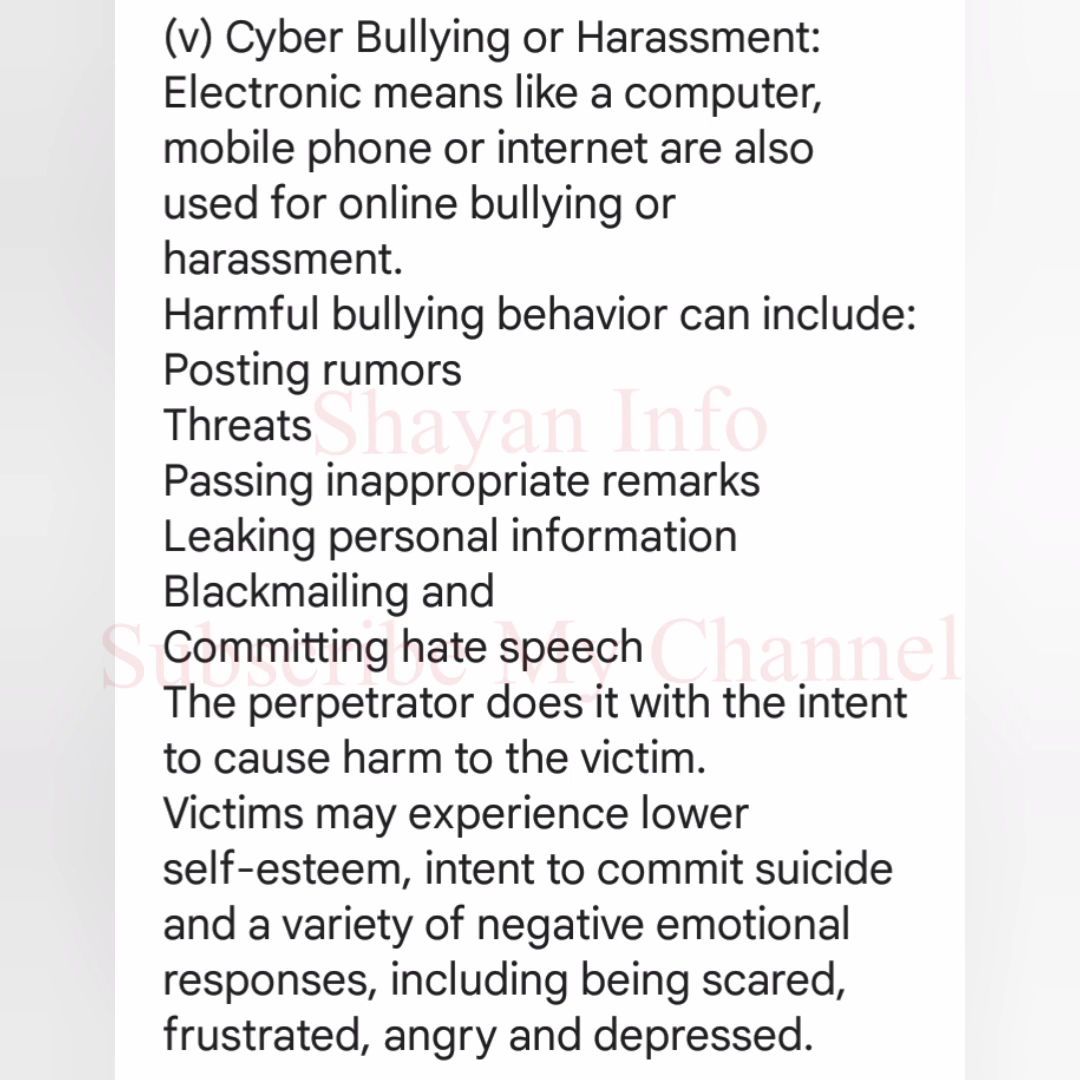 (v) Cyber Bullying or Harassment:
Electronic means like a computer,
mobile phone or internet are also
used for online bullying or
harassment.
Harmful bullying behavior can include:
Posting rumors
Shayan Info
Threats
Passing inappropriate remarks
Leaking personal information
Blackmailing and
Subscribe My Channel
Committing hate speech
The perpetrator does it with the intent
to cause harm to the victim.
Victims may experience lower
self-esteem, intent to commit suicide
and a variety of negative emotional
responses, including being scared,
frustrated, angry and depressed.